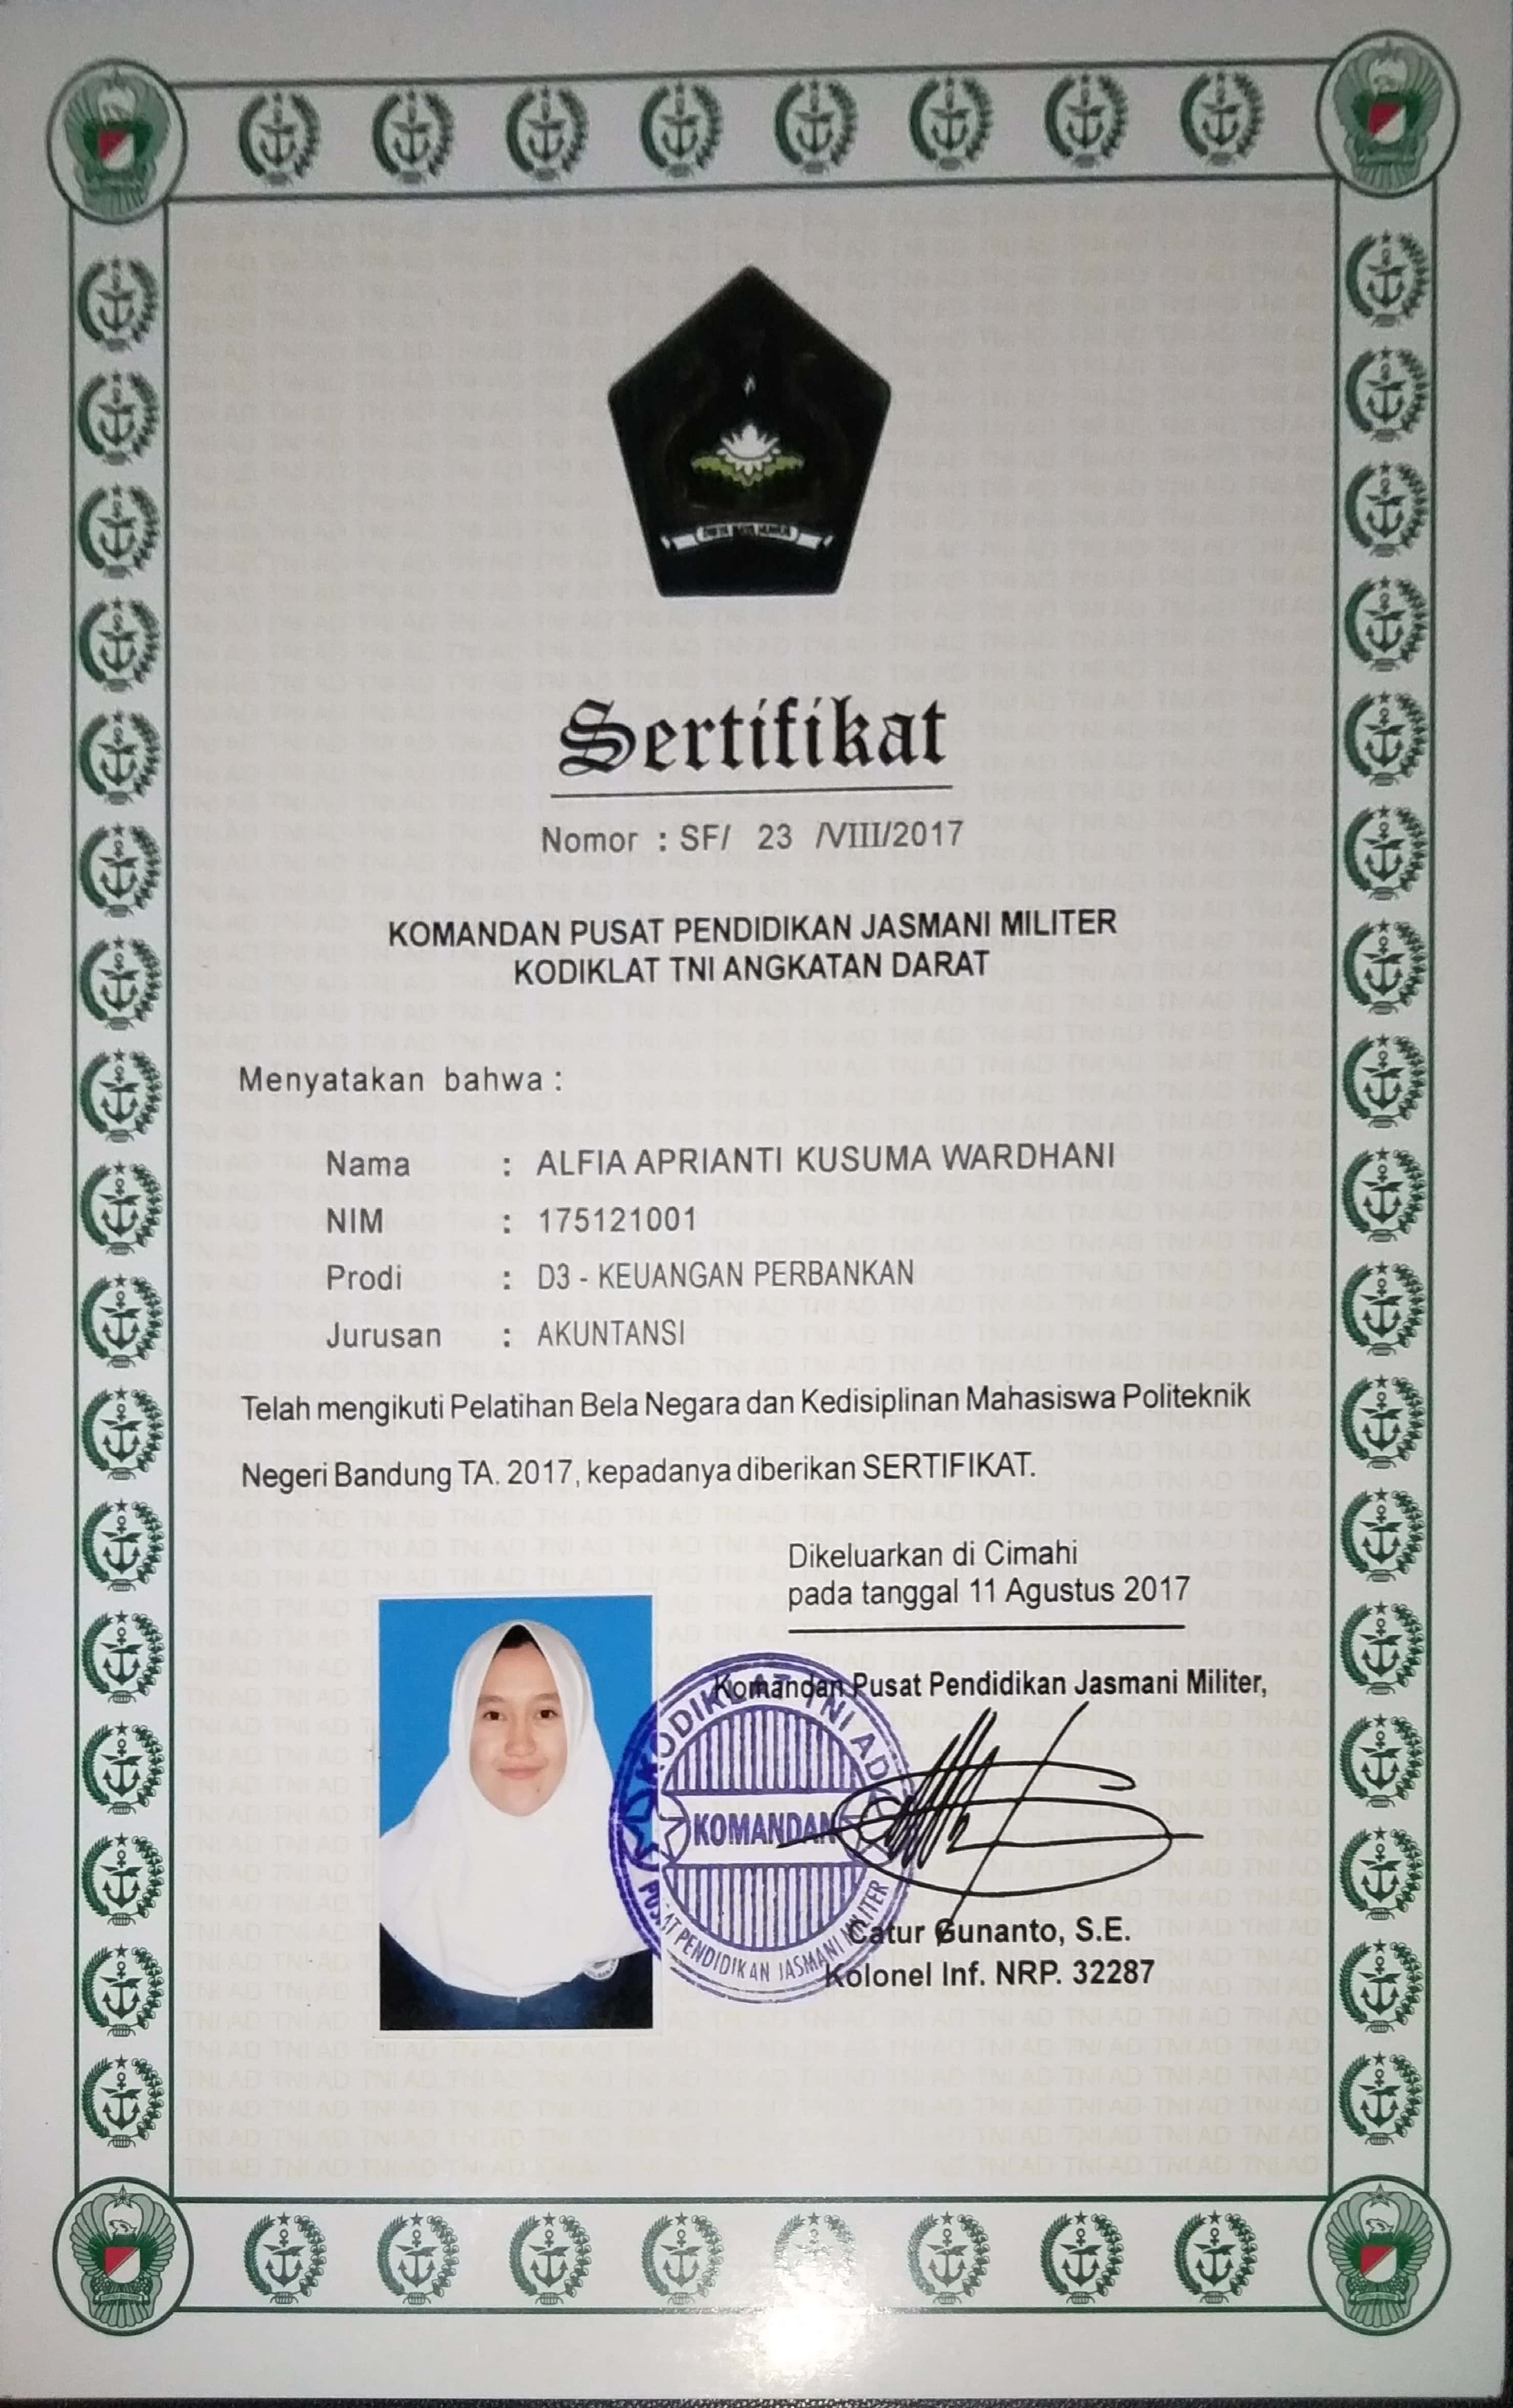 Sertifikat
Nomor : SF/ 23 /VIII/2017
KOMANDAN PUSAT PENDIDIKAN JASMANI MILITER
KODIKLAT TNI ANGKATAN DARAT
Menyatakan bahwa :
Nama : ALFIA APRIANTI KUSUMA WARDHANI
NIM : 175121001
Prodi : D3 - KEUANGAN PERBANKAN
Jurusan : AKUNTANSI
Telah mengikuti Pelatihan Bela Negara dan Kedisiplinan Mahasiswa Politeknik
Negeri Bandung TA. 2017, kepadanya diberikan SERTIFIKAT.
Dikeluarkan di Cimahi
pada tanggal 11 Agustus 2017
Komandan Pusat Pendidikan Jasmani Militer,
KODIKLAT TNI AD
KOMANDAN
PUSAT PENDIDIKAN JASMANI MILITER
Catur Gunanto, S.E.
Kolonel Inf. NRP. 32287